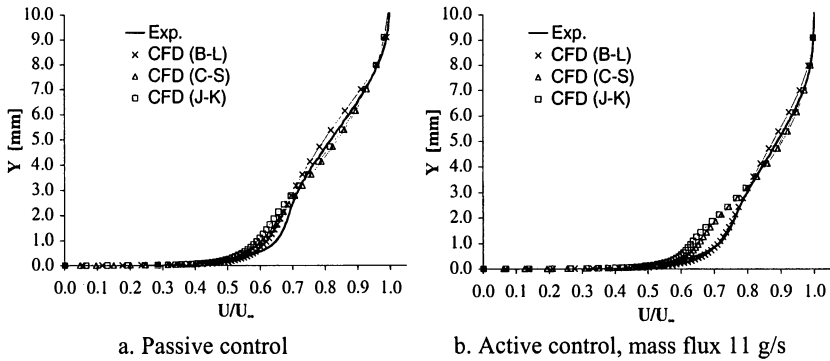 10.0
9.0
8.0
7.0
6.0
5.0
4.0
3.0
2.0
1.0
0.0
Y [mm]
Exp.
CFD (B-L)
CFD (C-S)
CFD (J-K)
0.0 0.1 0.2 0.3 0.4 0.5 0.6 0.7 0.8 0.9 1.0
U/U∞
a. Passive control
10.0
9.0
8.0
7.0
6.0
5.0
4.0
3.0
2.0
1.0
0.0
Y [mm]
Exp.
CFD (B-L)
CFD (C-S)
CFD (J-K)
0.0 0.1 0.2 0.3 0.4 0.5 0.6 0.7 0.8 0.9 1.0
U/U∞
b. Active control, mass flux 11 g/s